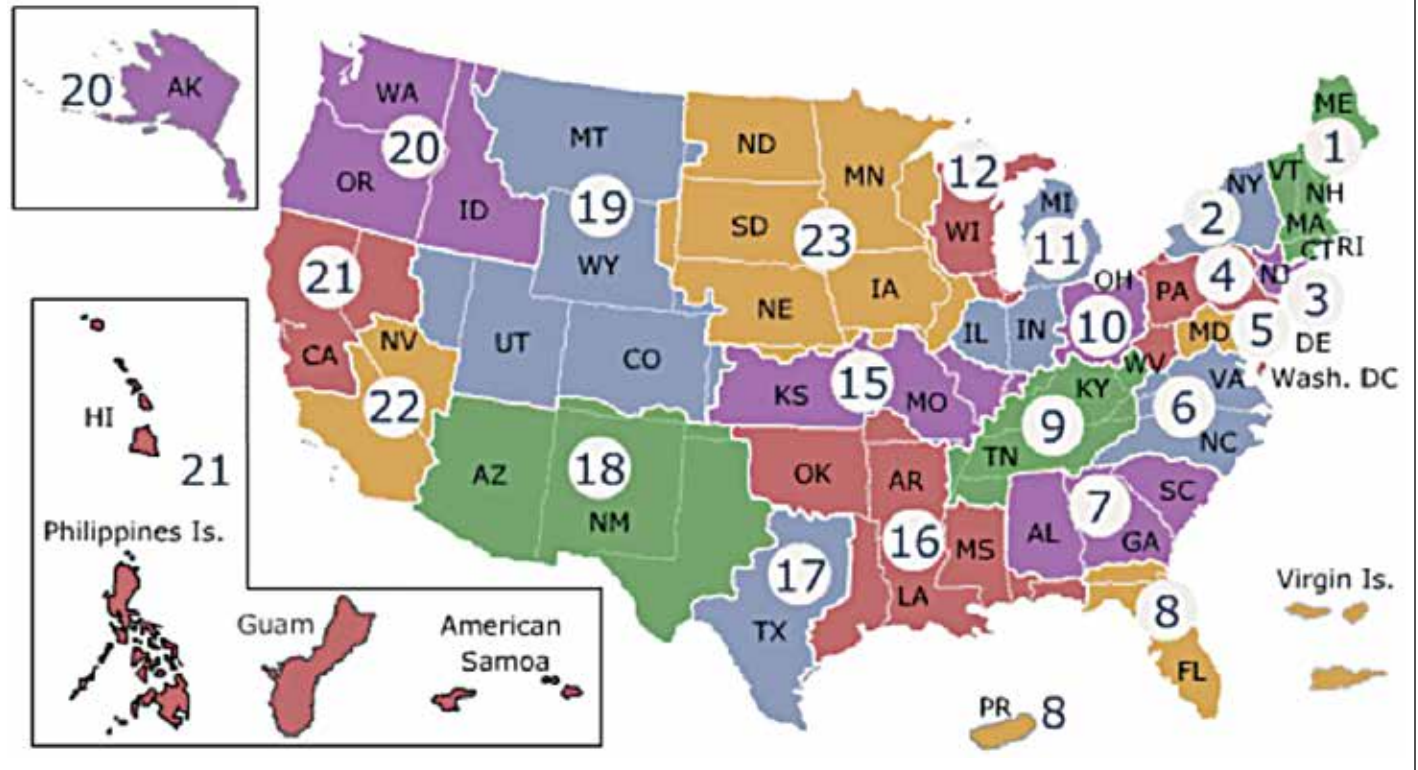 20
AK
WA
20
OR
ID
MT
19
WY
ND
MN
SD
23
NE
IA
12
WI
MI
11
ME
1
VT
NH
NY
2
MA
CT
RI
21
CA
NV
22
UT
CO
KS
15
MO
IL
IN
OH
10
PA
4
NJ
3
MD
5
DE
Wash. DC
WV
VA
6
NC
KY
9
TN
AZ
18
NM
OK
AR
16
MS
LA
17
TX
AL
7
GA
SC
8
FL
PR
8
Virgin Is.
HI
21
Philippines Is.
Guam
American
Samoa